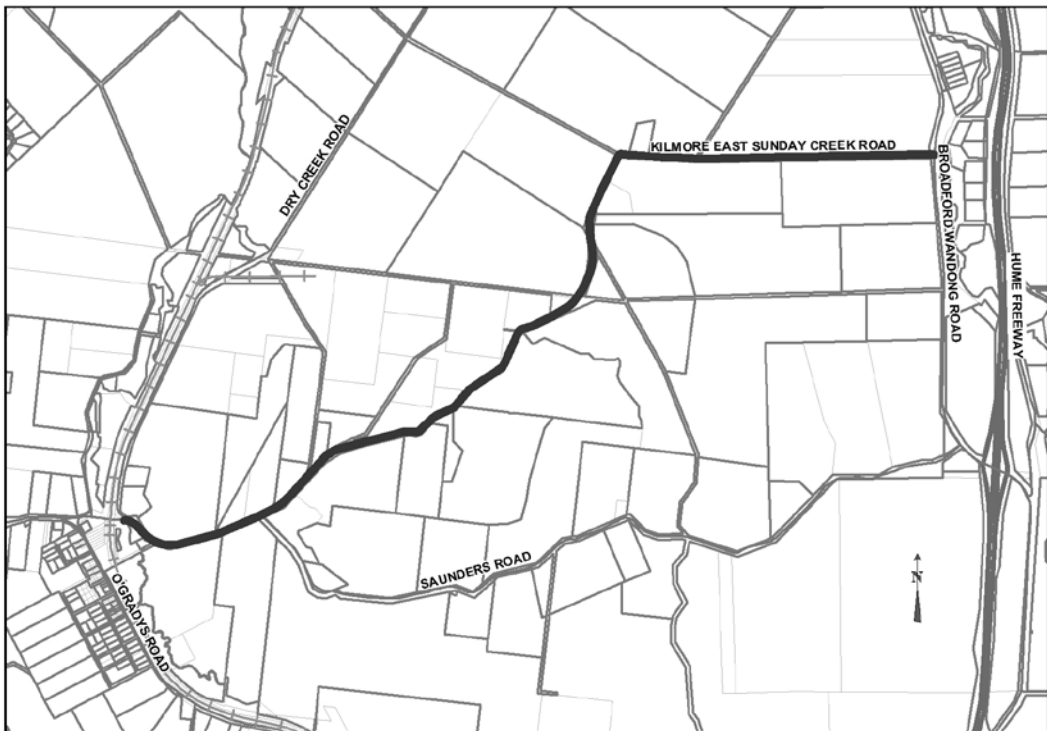 KILMORE EAST SUNDAY CREEK ROAD
DRY CREEK ROAD
BROADFORD WANDONG ROAD
HUME FREEWAY
SAUNDERS ROAD
N
O'GRADYS ROAD